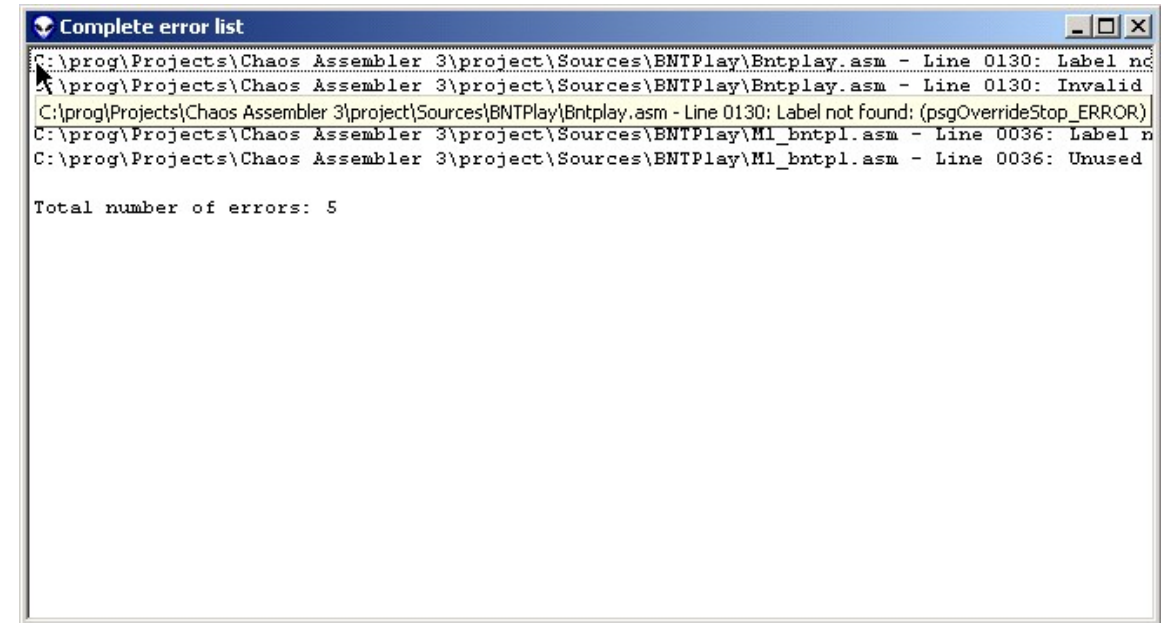 Complete error list
C:\prog\Projects\Chaos Assembler 3\project\Sources\BNTPlay\Bntplay.asm - Line 0130: Label
:\prog\Projects\Chaos Assembler 3\project\Sources\BNTPlay\Bntplay.asm - Line 0130: Invalid
C:\prog\Projects\Chaos Assembler 3\project\Sources\BNTPlay\Bntplay.asm - Line 0130: Label not found: (psgOverrideStop_ERROR)
C:\prog\Projects\Chaos Assembler 3\project\Sources\BNTPlay\Ml_bntpl.asm - Line 0036: Label n
C:\prog\Projects\Chaos Assembler 3\project\Sources\BNTPlay\Ml_bntpl.asm - Line 0036: Unused
Total number of errors: 5